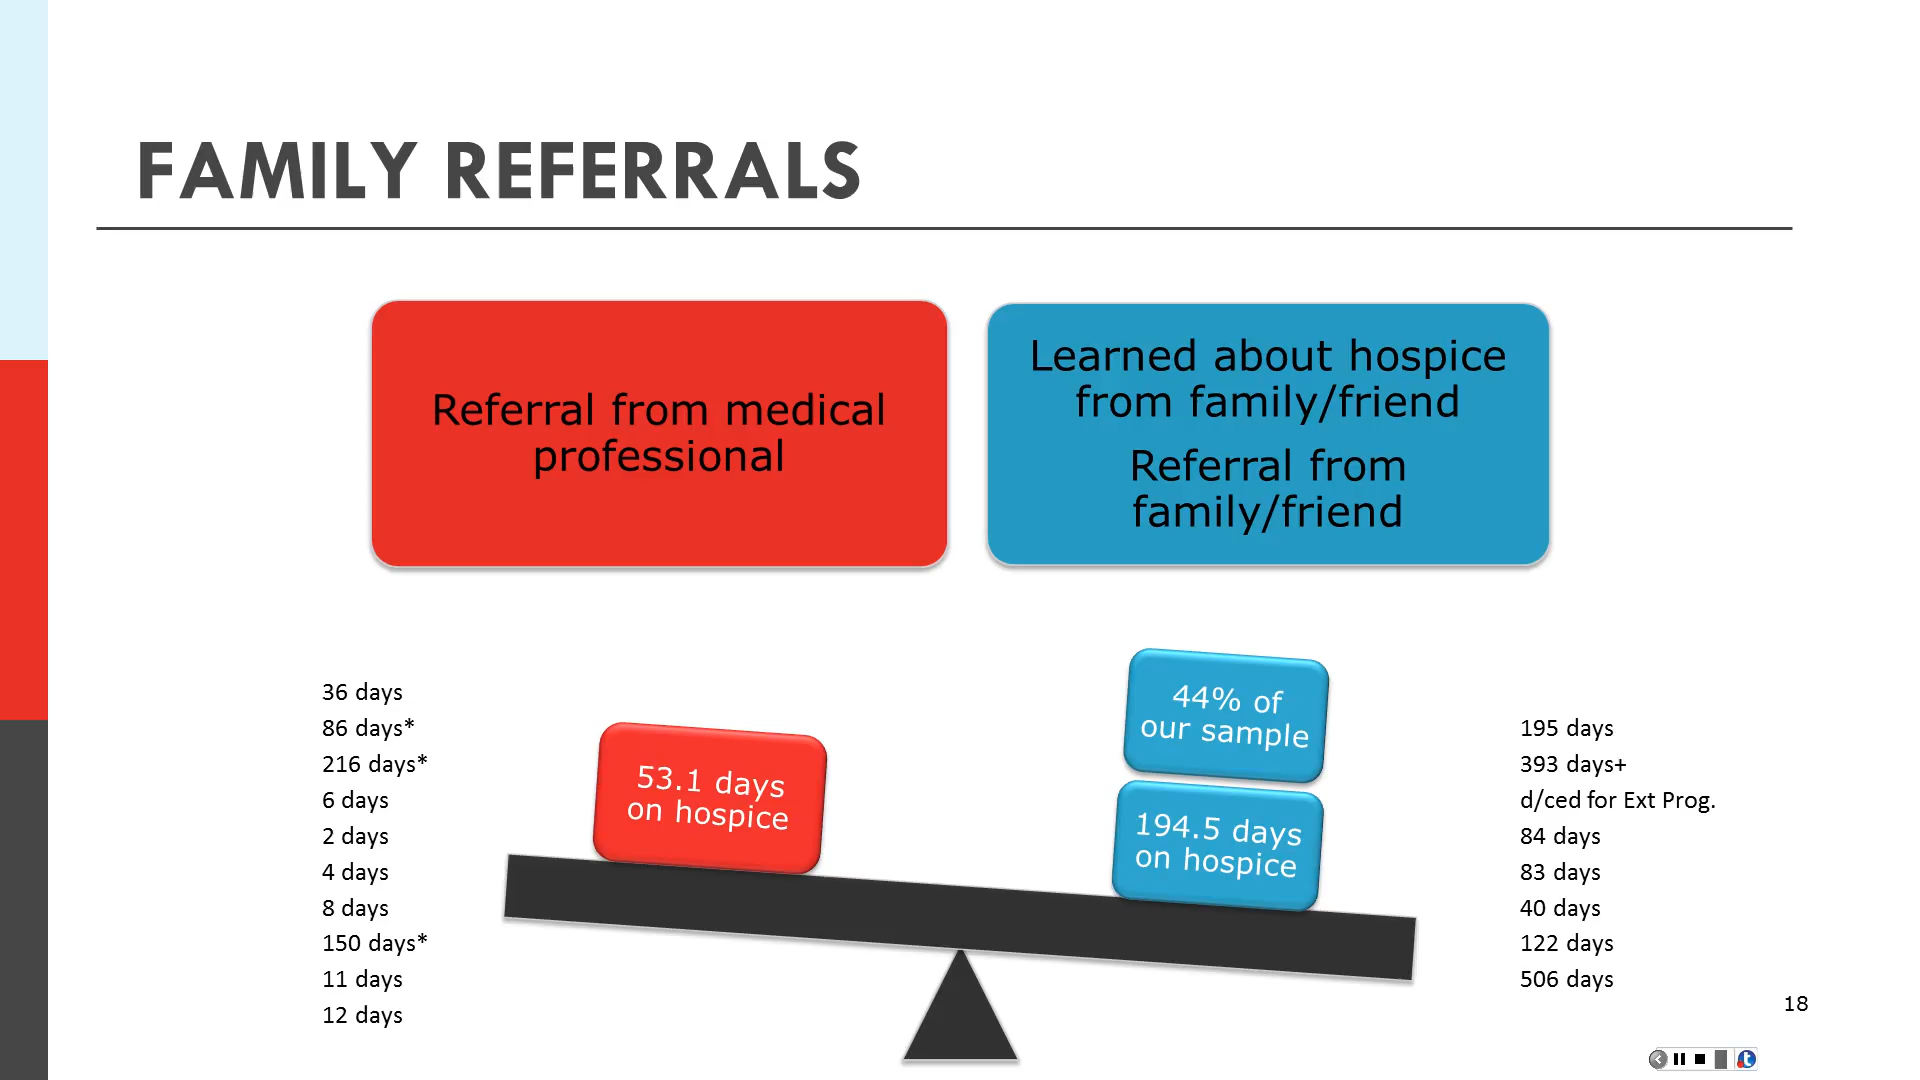 FAMILY REFERRALS
Referral from medical
professional
Learned about hospice
from family/friend
Referral from
family/friend
36 days
86 days*
216 days*
6 days
2 days
4 days
8 days
150 days*
11 days
12 days
53.1 days
on hospice
44% of
our sample
194.5 days
on hospice
195 days
393 days+
d/ced for Ext Prog.
84 days
83 days
40 days
122 days
506 days
18
t